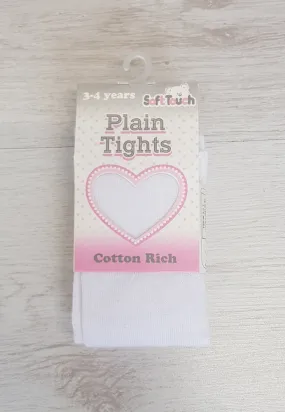 3-4 years
Soft Touch
Plain
Tights
Cotton Rich